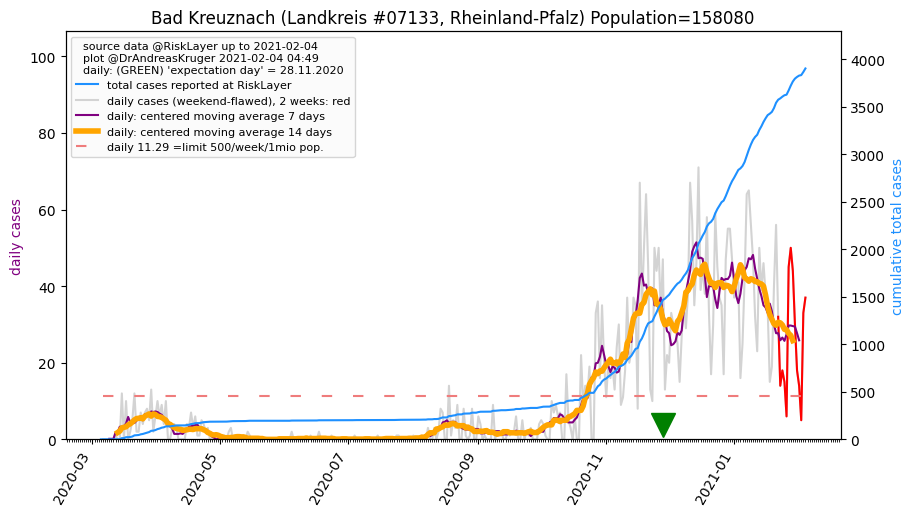 Bad Kreuznach (Landkreis #07133, Rheinland-Pfalz) Population=158080
source data @RiskLayer up to 2021-02-04
plot @DrAndreasKruger 2021-02-04 04:49
daily: (GREEN) 'expectation day' = 28.11.2020
total cases reported at RiskLayer
daily cases (weekend-flawed), 2 weeks: red
daily: centered moving average 7 days
daily: centered moving average 14 days
daily 11.29 =limit 500/week/1mio pop.
daily cases
100
80
60
40
20
0
cumulative total cases
4000
3500
3000
2500
2000
1500
1000
500
0
2020-03
2020-05
2020-07
2020-09
2020-11
2021-01